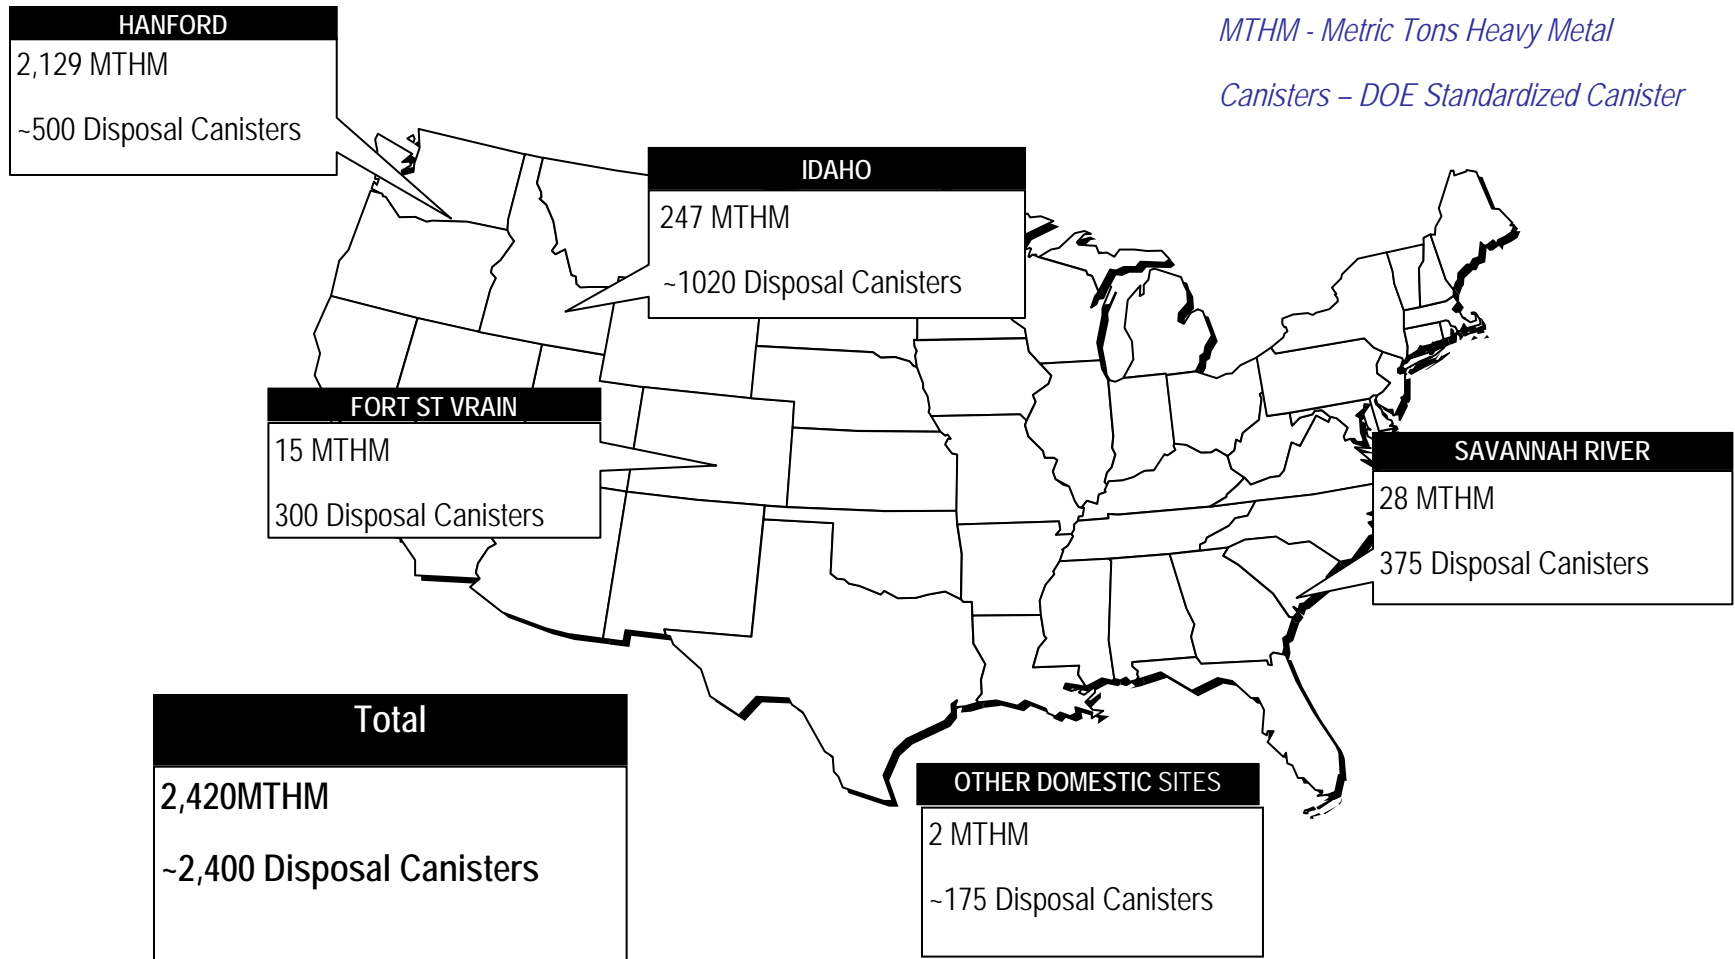 HANFORD
2,129 MTHM
~500 Disposal Canisters
MTHM - Metric Tons Heavy Metal
Canisters – DOE Standardized Canister
IDAHO
247 MTHM
~1020 Disposal Canisters
FORT ST VRAIN
15 MTHM
300 Disposal Canisters
SAVANNAH RIVER
28 MTHM
375 Disposal Canisters
Total
2,420MTHM
~2,400 Disposal Canisters
OTHER DOMESTIC SITES
2 MTHM
~175 Disposal Canisters